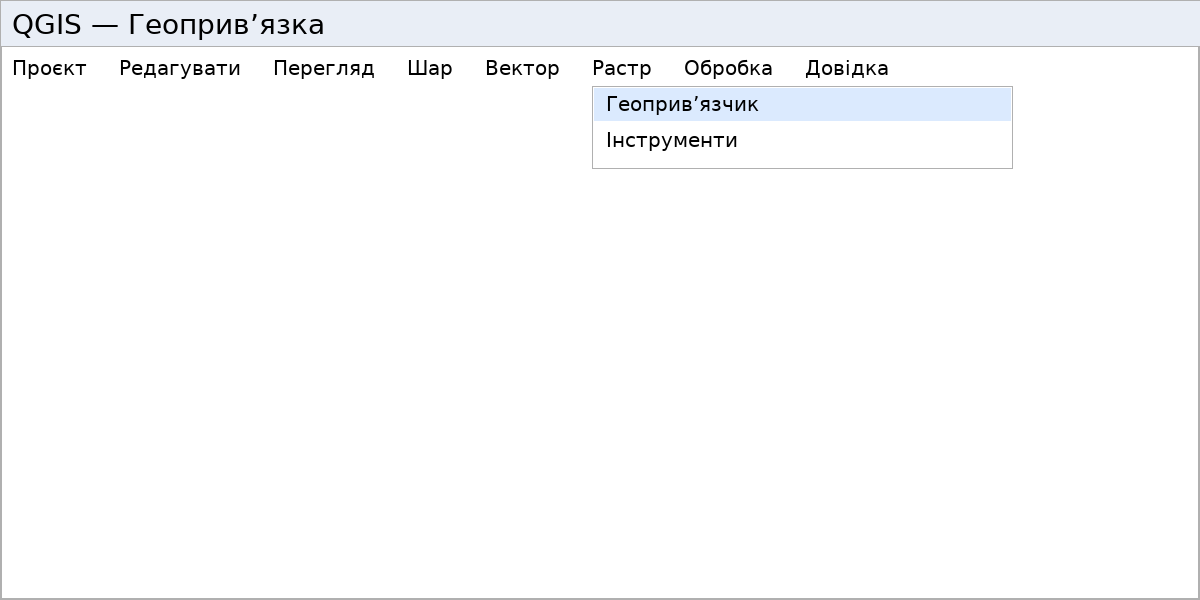 QGIS — Геоприв’язка
Проєкт Редагувати Перегляд Шар Вектор Растр Обробка Довідка
Геоприв’язчик
Інструменти